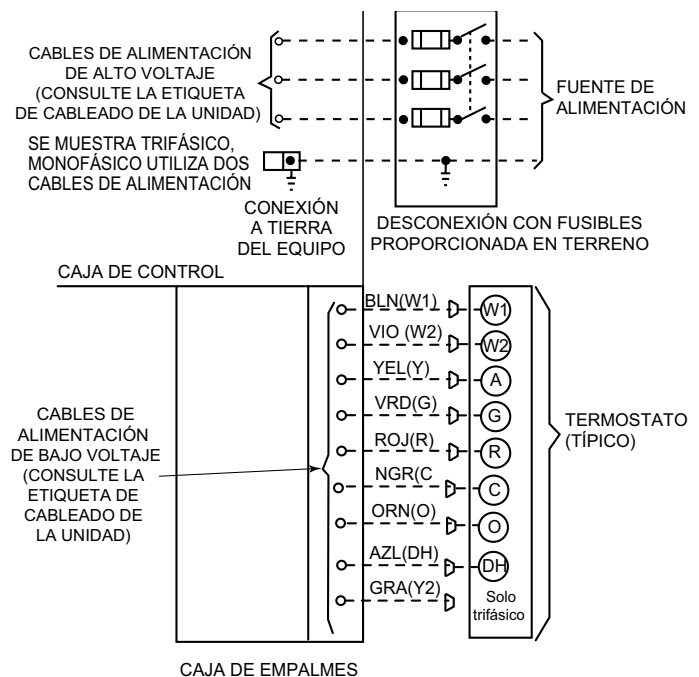 CABLES DE ALIMENTACIÓN
DE ALTO VOLTAJE
(CONSULTE LA ETIQUETA
DE CABLEADO DE LA UNIDAD)
FUENTE DE
ALIMENTACIÓN
SE MUESTRA TRIFÁSICO,
MONOFÁSICO UTILIZA DOS
CABLES DE ALIMENTACIÓN
CONEXIÓN
A TIERRA
DEL EQUIPO
DESCONEXIÓN CON FUSIBLES
PROPORCIONADA EN TERRENO
CAJA DE CONTROL
BLN(W1)
W1
VIO (W2)
W2
YEL(Y)
A
VRD(G)
G
ROJ(R)
R
NGR(C
C
ORN(O)
O
AZL(DH)
DH
GRA(Y2)
Solo
trifásico
CABLES DE
ALIMENTACIÓN
DE BAJO VOLTAJE
(CONSULTE LA
ETIQUETA DE
CABLEADO DE
LA UNIDAD)
TERMOSTATO
(TÍPICO)
CAJA DE EMPALMES